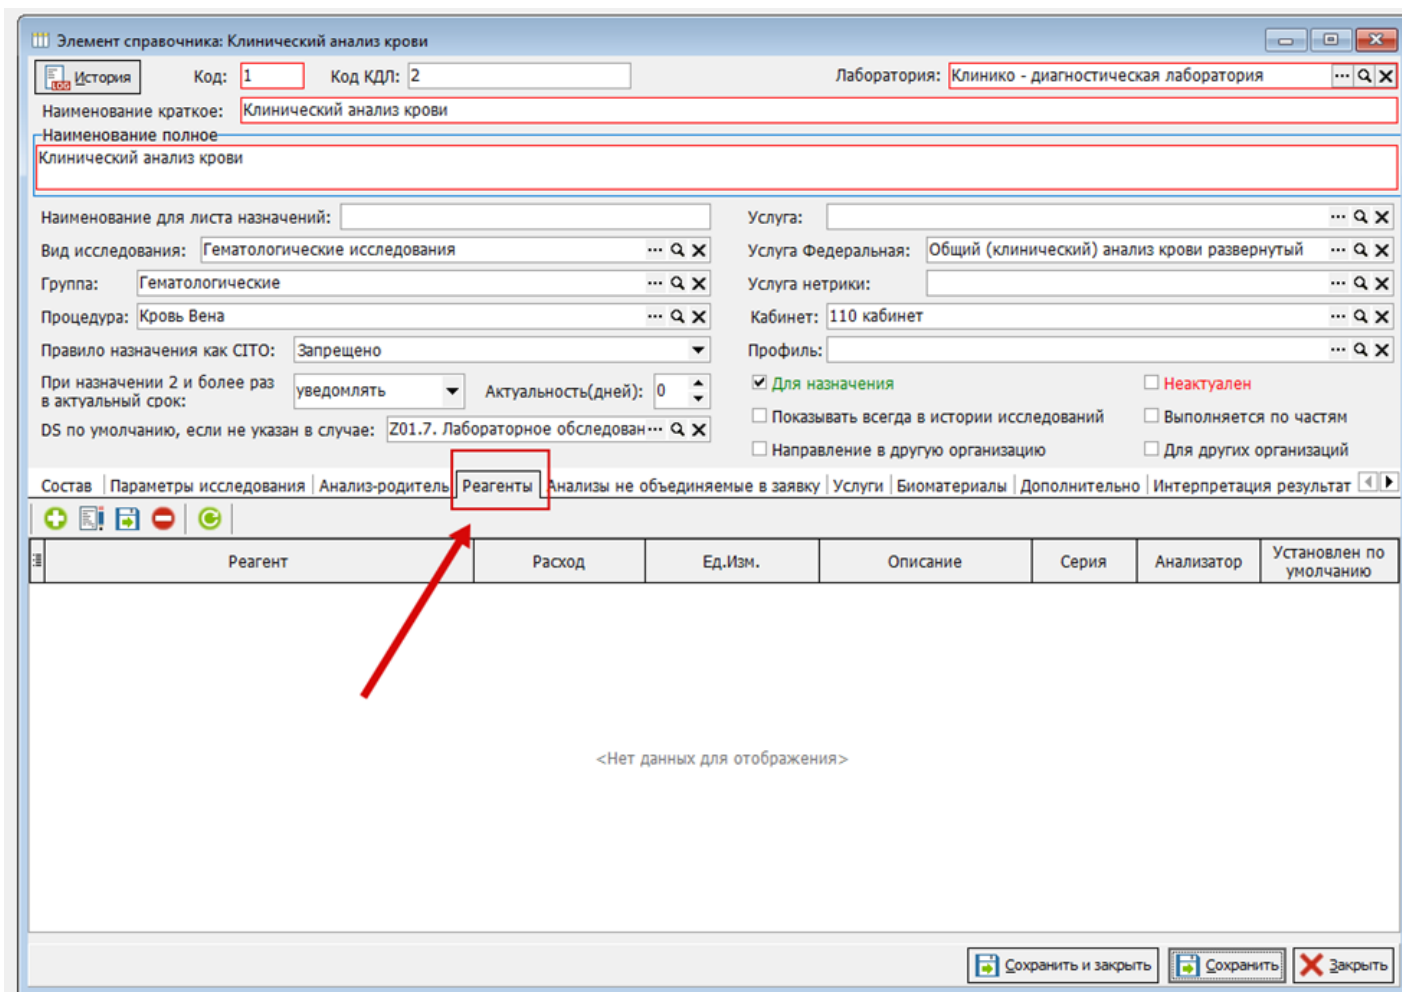 Элемент справочника: Клинический анализ крови
LOG История Код: 1 Код КДЛ: 2 Лаборатория: Клинико - диагностическая лаборатория
Наименование краткое: Клинический анализ крови
Наименование полное
Клинический анализ крови
Наименование для листа назначений: Услуга:
Вид исследования: Гематологические исследования Услуга Федеральная: Общий (клинический) анализ крови развернутый
Группа: Гематологические Услуга нетрики:
Процедура: Кровь Вена Кабинет: 110 кабинет
Правило назначения как CITO: Запрещено Профиль:
При назначении 2 и более раз
в актуальный срок: уведомлять Актуальность(дней): 0 Для назначения Неактуален
Показывать всегда в истории исследований Выполняется по частям
DS по умолчанию, если не указан в случае: Z01.7. Лабораторное обследован
Направление в другую организацию Для других организаций
Состав Параметры исследования Анализ-родитель Реагенты Анализы не объединяемые в заявку Услуги Биоматериалы Дополнительно Интерпретация результат
Реагент Расход Ед.Изм. Описание Серия Анализатор Установлен по
умолчанию
<Нет данных для отображения>
Сохранить и закрыть Сохранить Закрыть